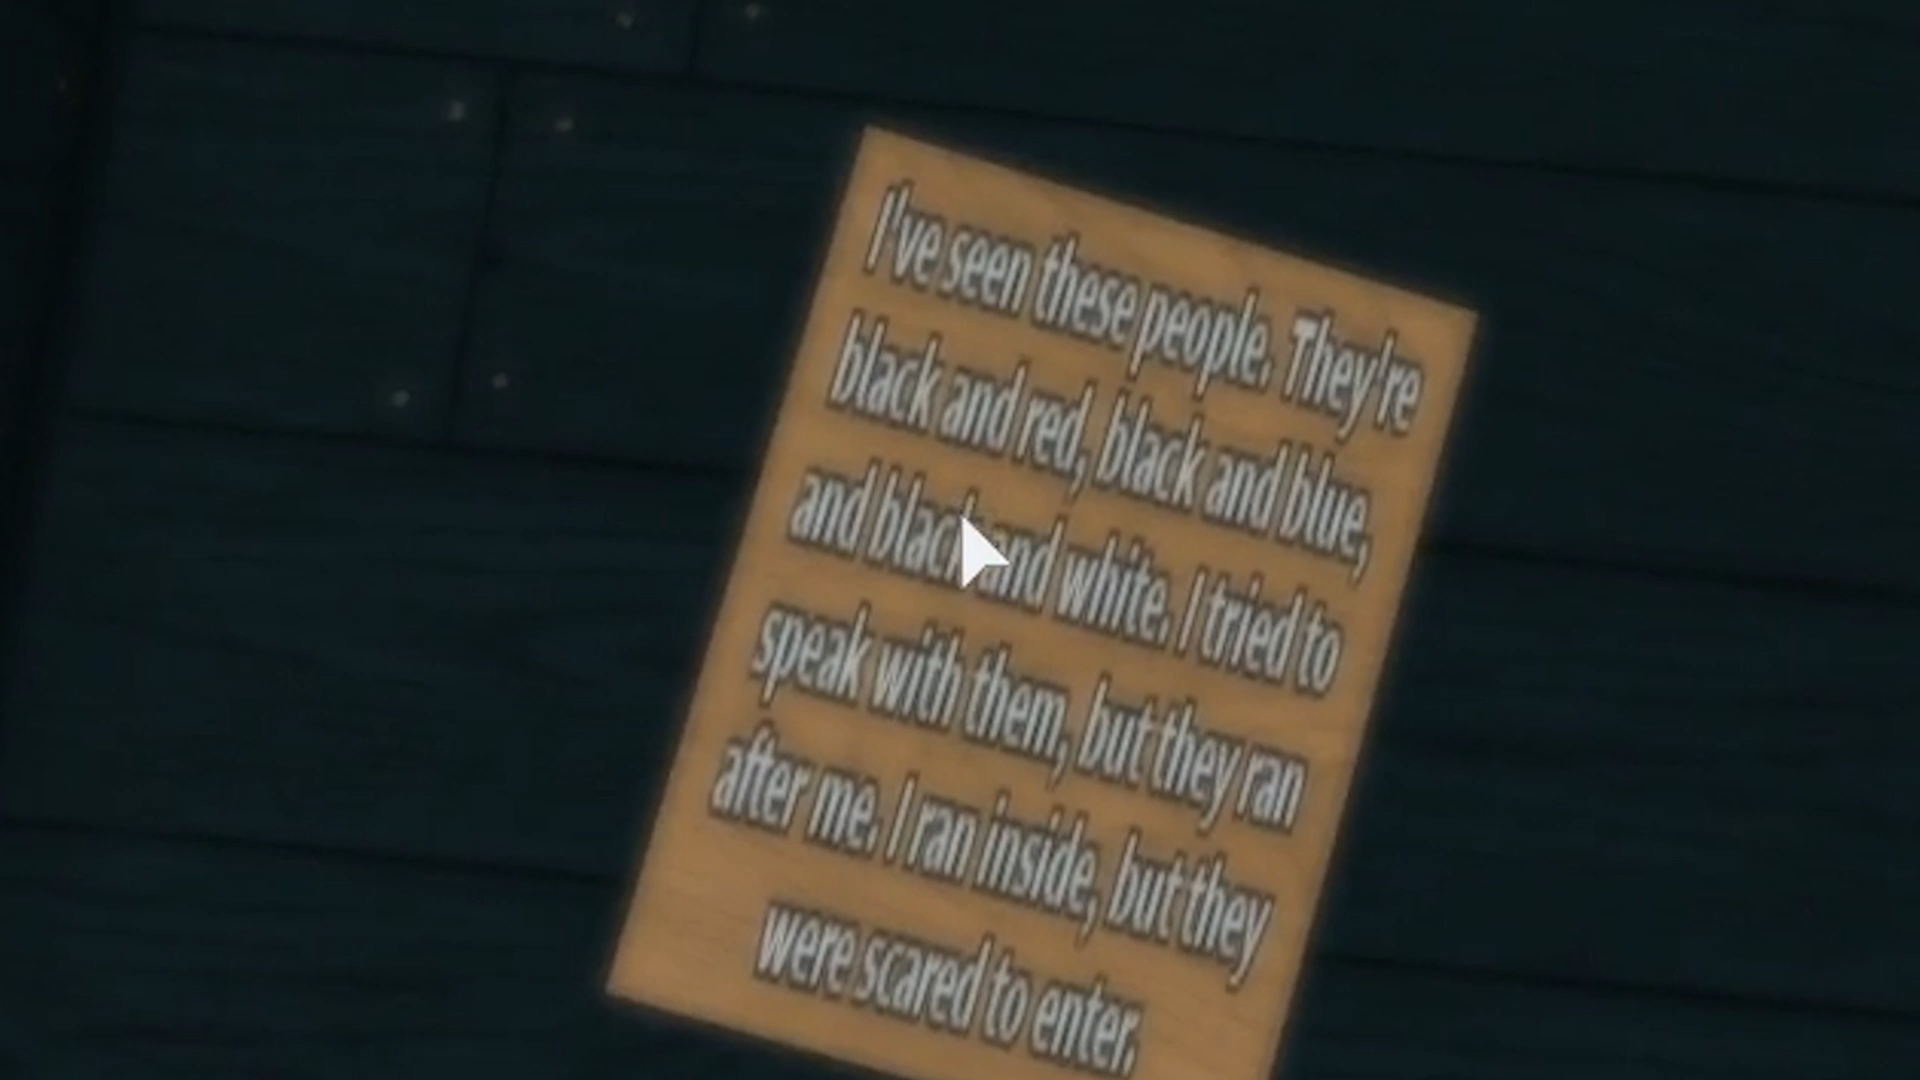 I've seen these people. They're
black and red, black and blue,
and black and white. I tried to
speak with them, but they ran
after me. I ran inside, but they
were scared to enter.